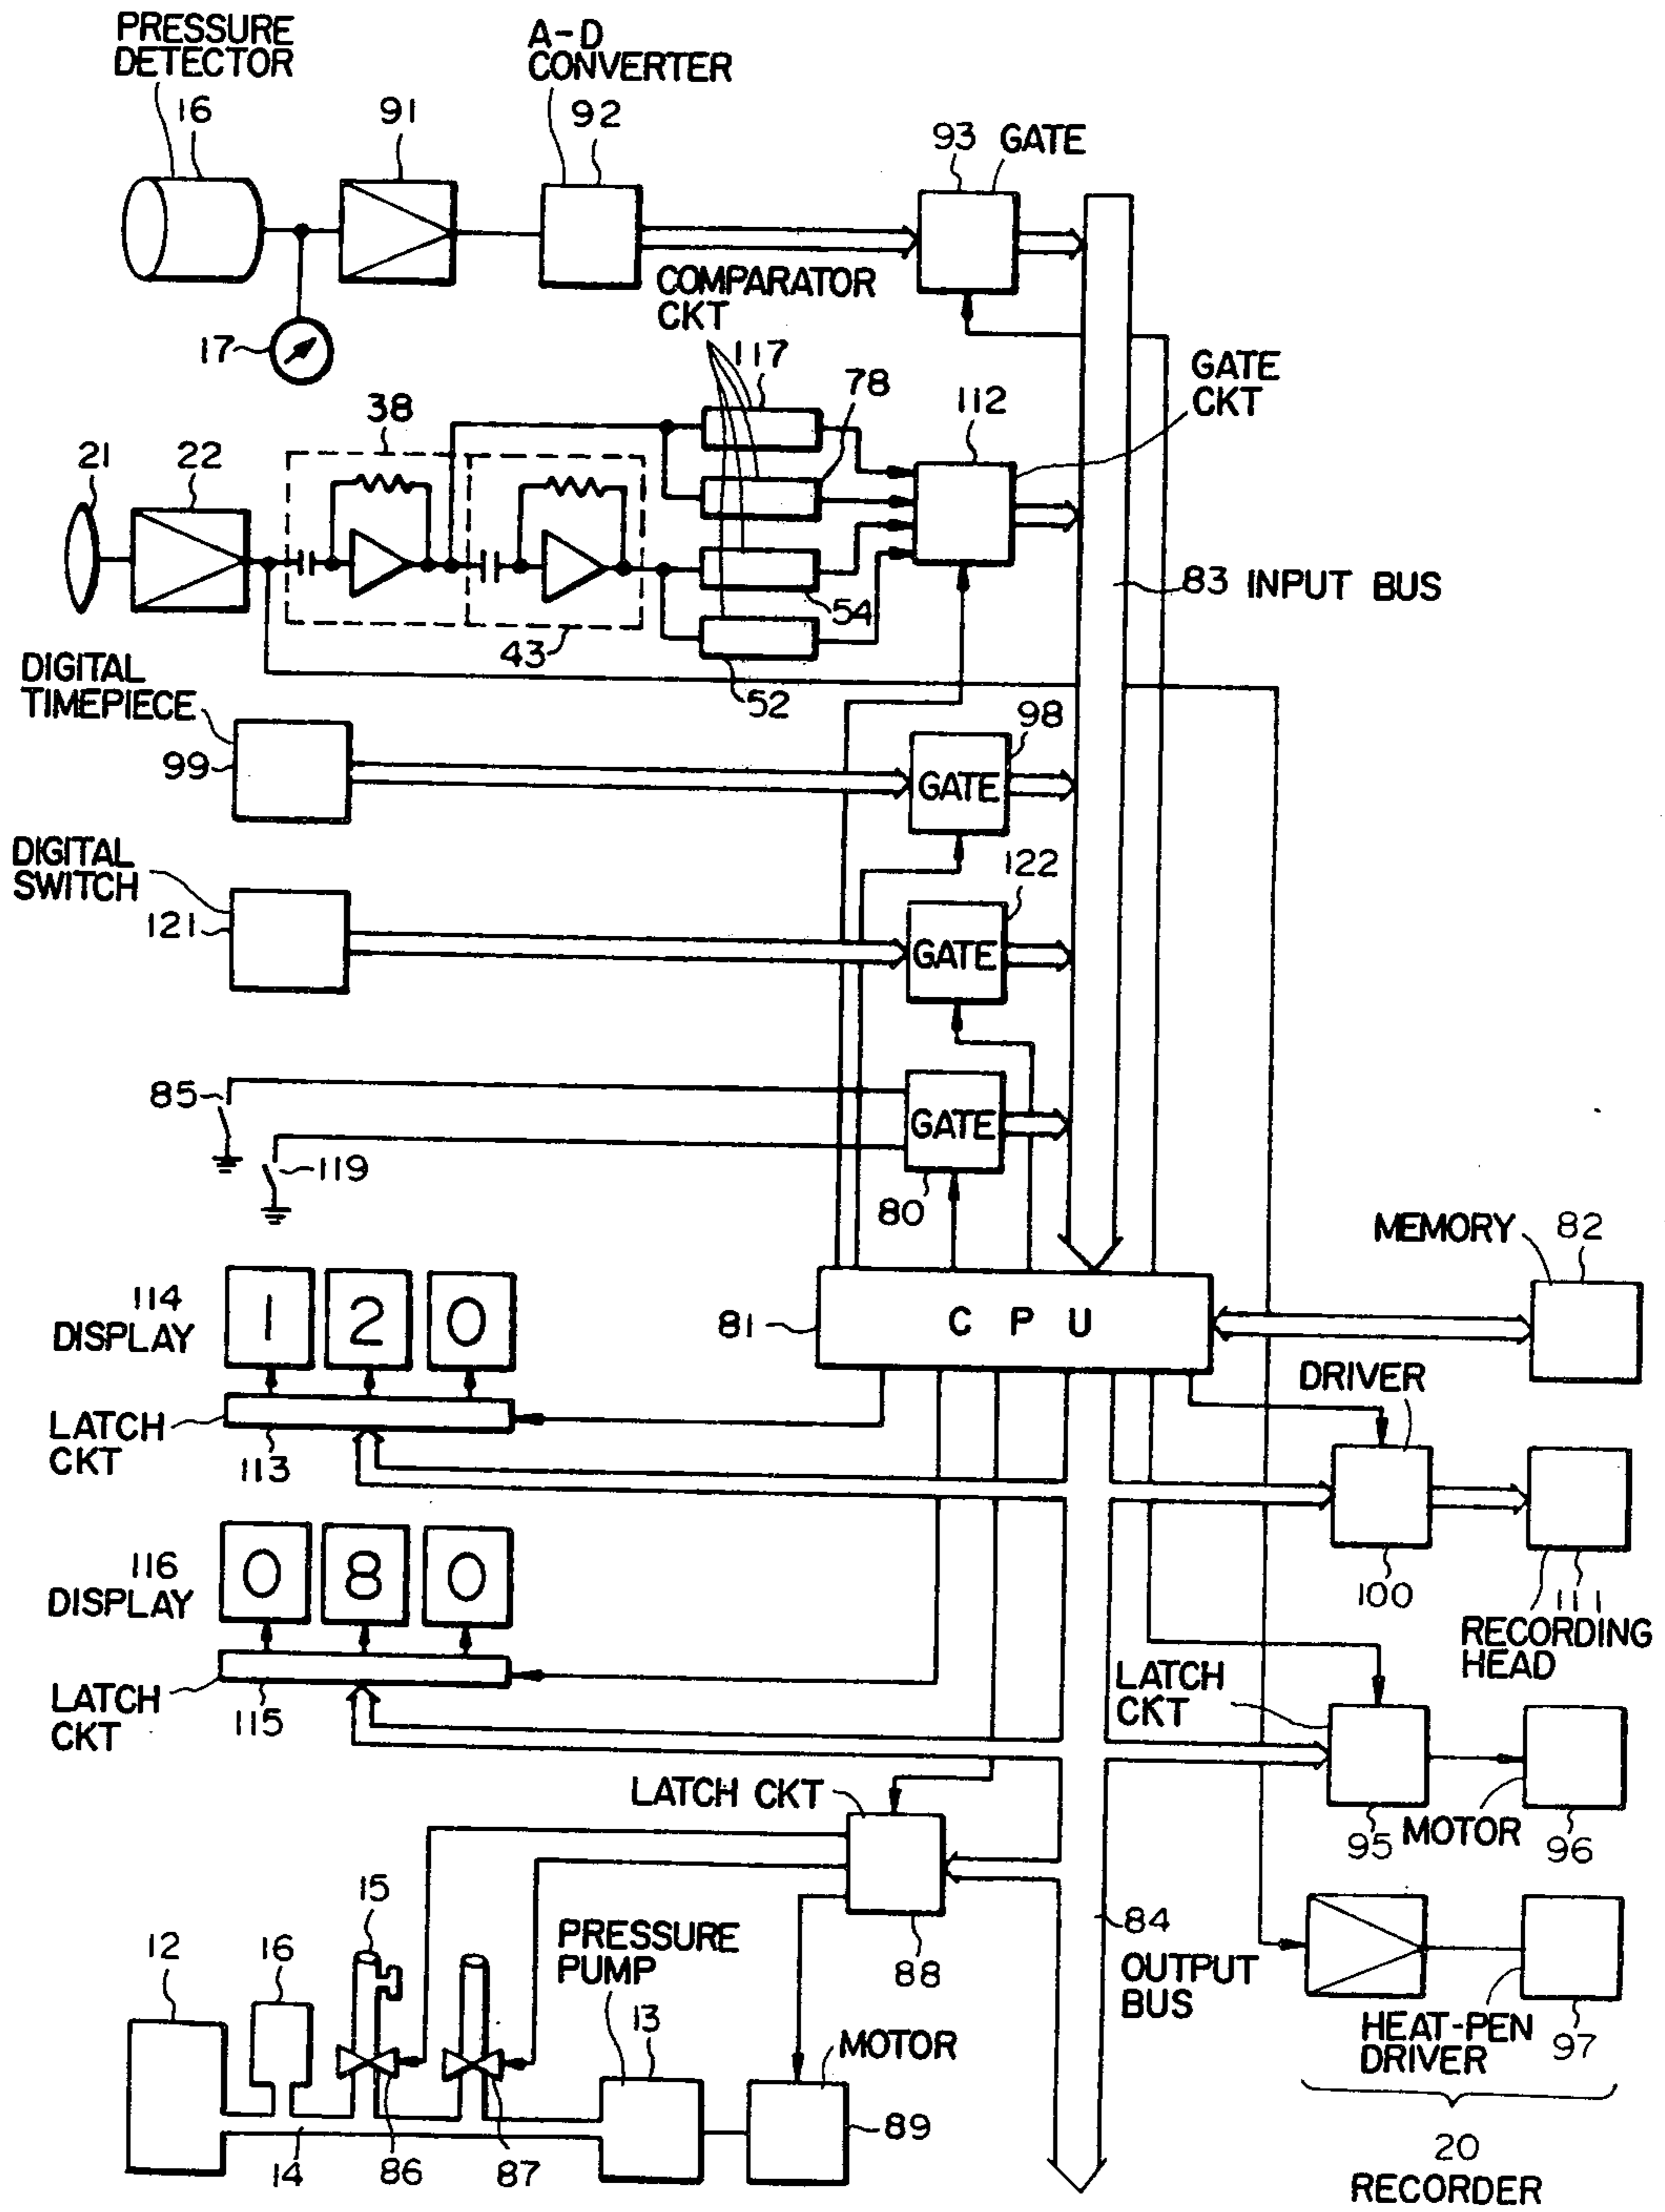 PRESSURE
DETECTOR
16
91
A-D
CONVERTER
92
93 GATE
17
COMPARATOR
CKT
117
78
112
GATE
CKT
38
21
22
43
54
52
83 INPUT BUS
DIGITAL
TIMEPIECE
99
98
GATE
DIGITAL
SWITCH
121
122
GATE
85
119
GATE
80
MEMORY
82
114
DISPLAY
1 2 0
81
C P U
DRIVER
LATCH
CKT
113
100
111
RECORDING
HEAD
116
DISPLAY
0 8 0
LATCH
CKT
115
LATCH
CKT
95
MOTOR
96
LATCH CKT
88
84
OUTPUT
BUS
15
12
16
PRESSURE
PUMP
13
MOTOR
89
14
86
87
HEAT-PEN
DRIVER
97
20
RECORDER